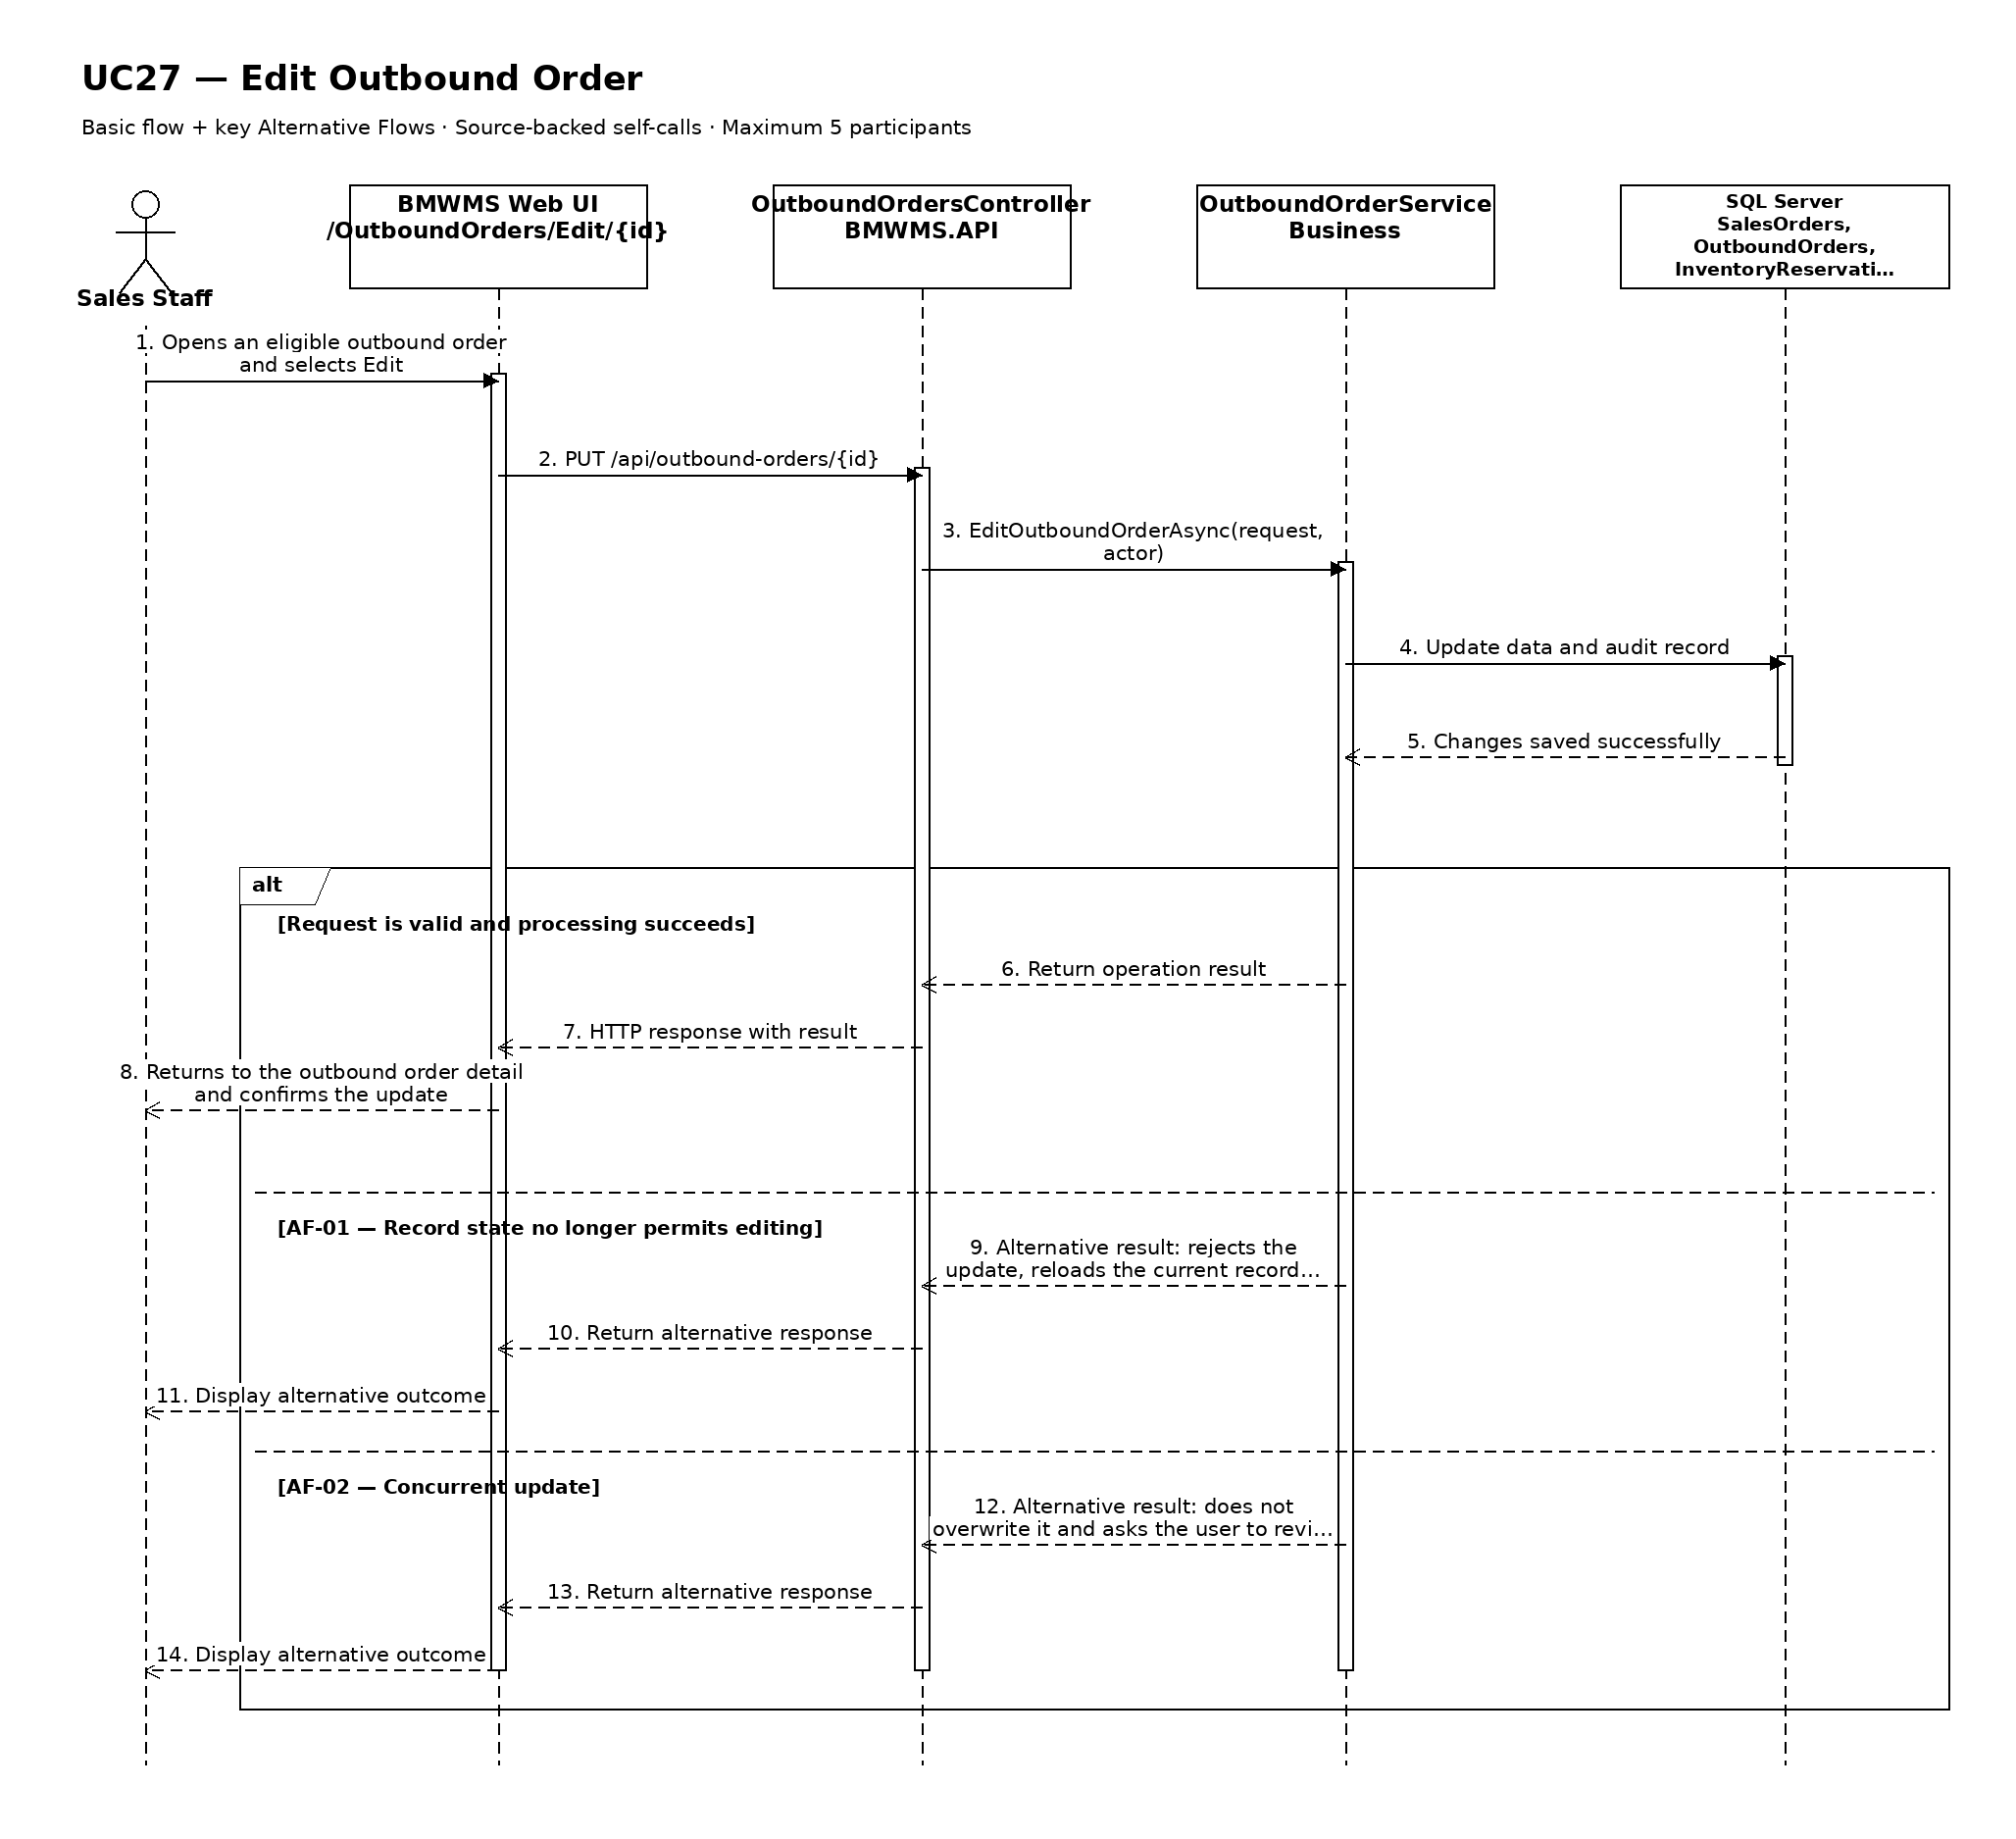 UC27 — Edit Outbound Order
Basic flow + key Alternative Flows · Source-backed self-calls · Maximum 5 participants
Sales Staff
BMWMS Web UI
/OutboundOrders/Edit/{id}
OutboundOrdersController
BMWMS.API
OutboundOrderService
Business
SQL Server
SalesOrders,
OutboundOrders,
InventoryReservati…
1. Opens an eligible outbound order
and selects Edit
2. PUT /api/outbound-orders/{id}
3. EditOutboundOrderAsync(request,
actor)
4. Update data and audit record
5. Changes saved successfully
alt
[Request is valid and processing succeeds]
6. Return operation result
7. HTTP response with result
8. Returns to the outbound order detail
and confirms the update
[AF-01 — Record state no longer permits editing]
9. Alternative result: rejects the
update, reloads the current record…
10. Return alternative response
11. Display alternative outcome
[AF-02 — Concurrent update]
12. Alternative result: does not
overwrite it and asks the user to revi…
13. Return alternative response
14. Display alternative outcome